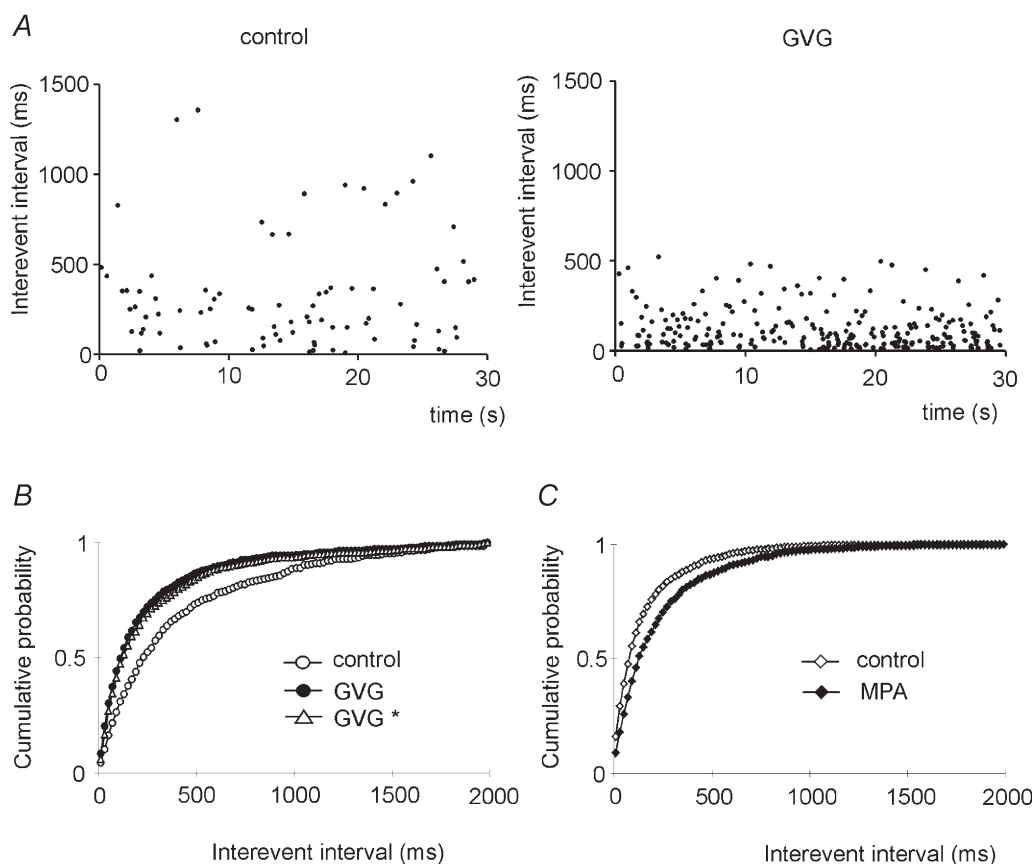 A
control
GVG
Interevent interval (ms)
1500
1000
500
0
0 10 20 30
time (s)
Interevent interval (ms)
1500
1000
500
0
0 10 20 30
time (s)
B
Cumulative probability
1
0.5
0
control
GVG
GVG *
0 500 1000 1500 2000
Interevent interval (ms)
C
Cumulative probability
1
0.5
0
control
MPA
0 500 1000 1500 2000
Interevent interval (ms)